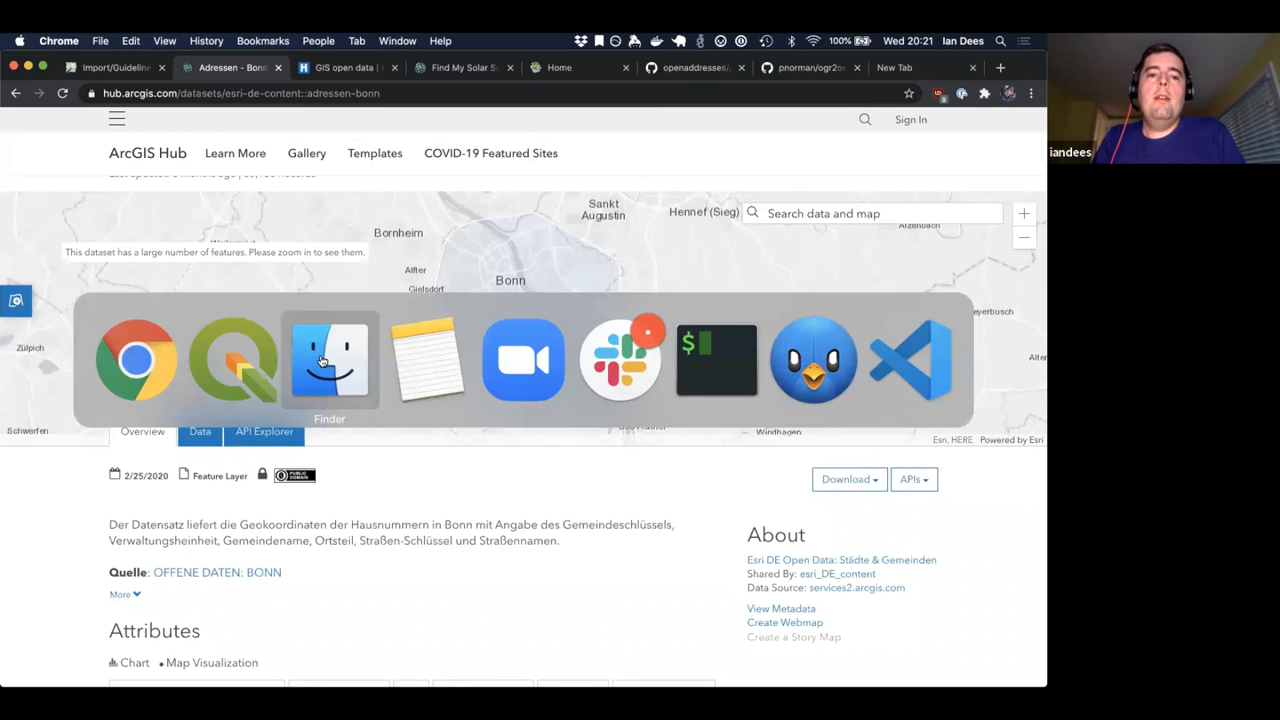 Chrome File Edit View History Bookmarks People Tab Window Help 100% Wed 20:21 Ian Dees
Import/Guideline Adressen - Bonn GIS open data | Find My Solar S Home openaddresses/ pnorman/ogr2os New Tab
hub.arcgis.com/datasets/esri-de-content::adressen-bonn
Sign In
ArcGIS Hub Learn More Gallery Templates COVID-19 Featured Sites
iandees
Sankt
Augustin
Hennef (Sieg)
Search data and map
Bornheim
This dataset has a large number of features. Please zoom in to see them.
Alfter
Bonn
Gielsdorf
Zülpich
$
Finder
Schwerfen
Windhagen
Esri, HERE Powered by Esri
Overview Data API Explorer
2/25/2020 Feature Layer PUBLIC DOMAIN
Download APIs
Der Datensatz liefert die Geokoordinaten der Hausnummern in Bonn mit Angabe des Gemeindeschlüssels,
Verwaltungsheinheit, Gemeindename, Ortsteil, Straßen-Schlüssel und Straßennamen.
Quelle: OFFENE DATEN: BONN
More
About
Esri DE Open Data: Städte & Gemeinden
Shared By: esri_DE_content
Data Source: services2.arcgis.com
View Metadata
Create Webmap
Create a Story Map
Attributes
Chart Map Visualization